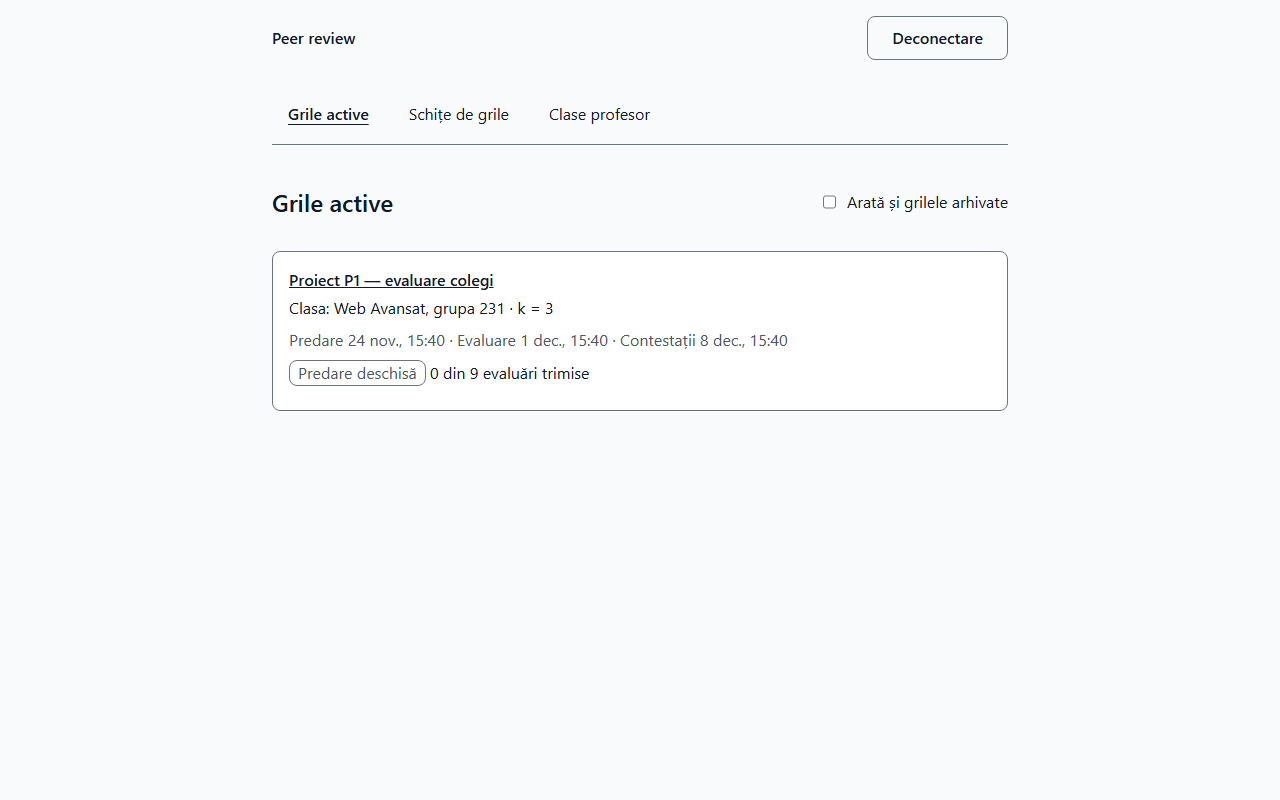 Peer review
Deconectare
Grile active
Schițe de grile
Clase profesor
Grile active
Arată și grilele arhivate
Proiect P1 — evaluare colegi
Clasa: Web Avansat, grupa 231 · k = 3
Predare 24 nov., 15:40 · Evaluare 1 dec., 15:40 · Contestații 8 dec., 15:40
Predare deschisă 0 din 9 evaluări trimise